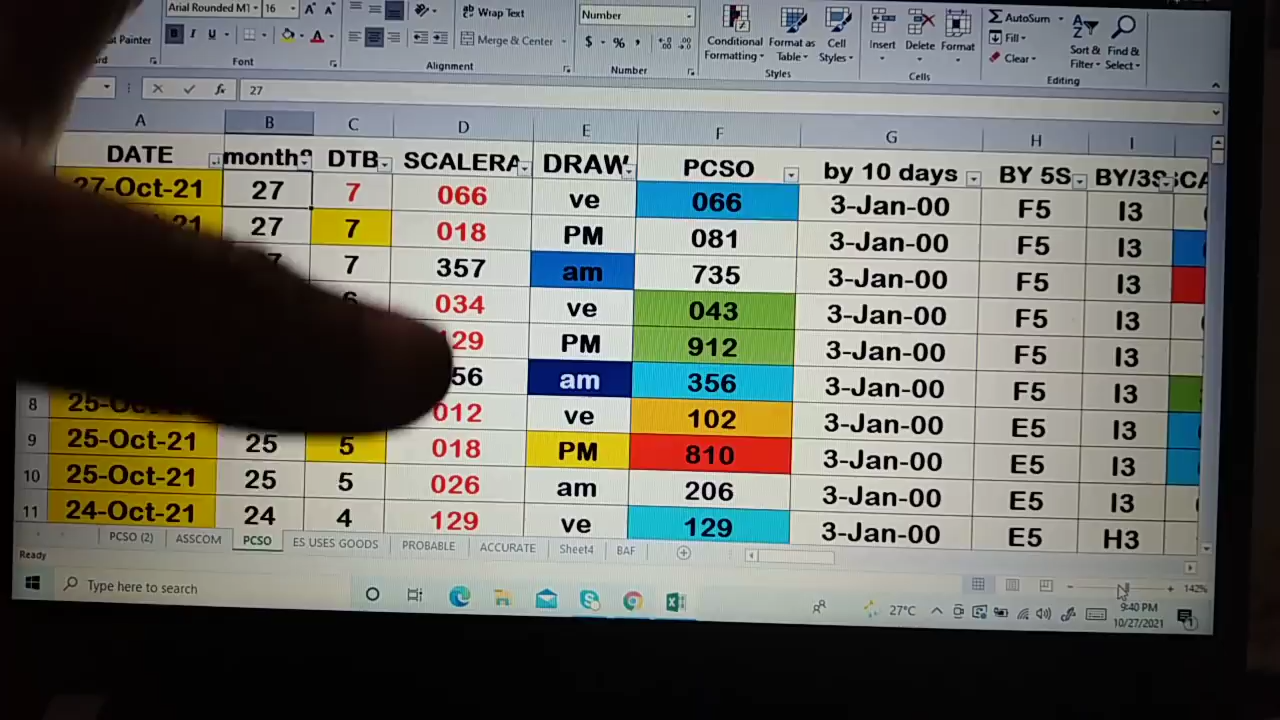 Arial Rounded MT 16 A A Wrap Text Number AutoSum
t Painter B I U A Merge & Center $ % , Conditional Formatting Format as Table Cell Styles Insert Delete Format Fill Clear Sort & Filter Find & Select
Font Alignment Number Styles Cells Editing
fx 27
A B C D E F G H I
DATE month? DTB SCALERA DRAW PCSO by 10 days BY 5S BY/3S
27-Oct-21 27 7 066 ve 066 3-Jan-00 F5 I3
27 7 018 PM 081 3-Jan-00 F5 I3
7 357 am 735 3-Jan-00 F5 I3
034 ve 043 3-Jan-00 F5 I3
29 PM 912 3-Jan-00 F5 I3
56 am 356 3-Jan-00 F5 I3
8 25-Oct 012 ve 102 3-Jan-00 E5 I3
9 25-Oct-21 25 5 018 PM 810 3-Jan-00 E5 I3
10 25-Oct-21 25 5 026 am 206 3-Jan-00 E5 I3
11 24-Oct-21 24 4 129 ve 129 3-Jan-00 E5 H3
PCSO (2) ASSCOM PCSO ES USES GOODS PROBABLE ACCURATE Sheet4 BAF
Ready 142%
Type here to search 27°C 9:40 PM
10/27/2021